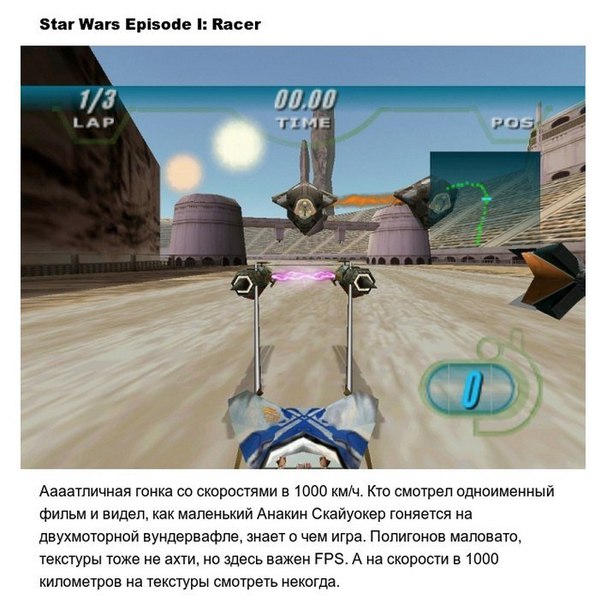 Star Wars Episode I: Racer
1/3
LAP
00.00
TIME
POS
0
Аааатличная гонка со скоростями в 1000 км/ч. Кто смотрел одноименный
фильм и видел, как маленький Анакин Скайуокер гоняется на
двухмоторной вундервафле, знает о чем игра. Полигонов маловато,
текстуры тоже не ахти, но здесь важен FPS. А на скорости в 1000
километров на текстуры смотреть некогда.